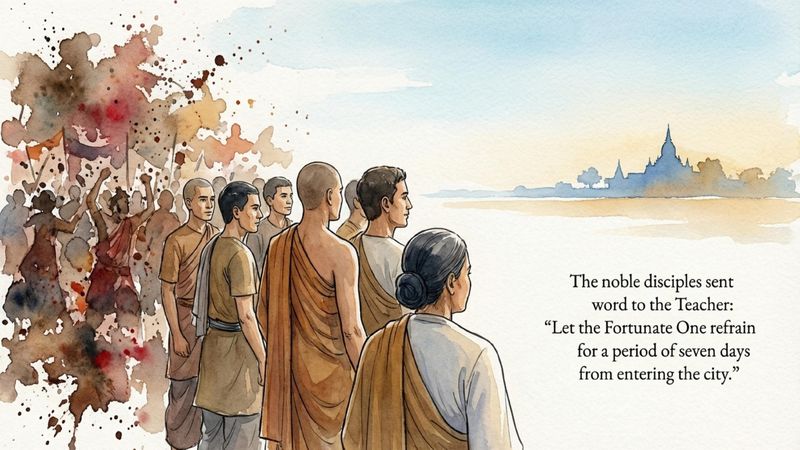 The noble disciples sent
word to the Teacher:
“Let the Fortunate One refrain
for a period of seven days
from entering the city.”